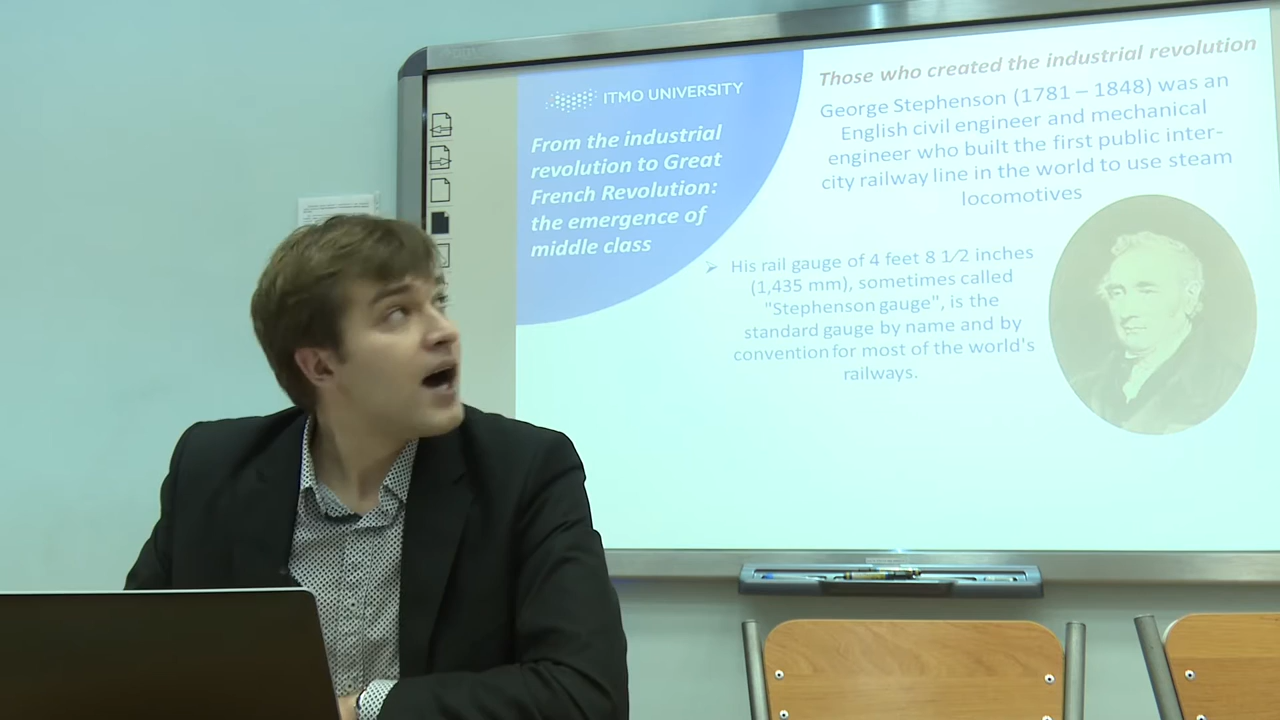 ITMO UNIVERSITY
From the industrial
revolution to Great
French Revolution:
the emergence of
middle class
Those who created the industrial revolution
George Stephenson (1781 – 1848) was an
English civil engineer and mechanical
engineer who built the first public inter-
city railway line in the world to use steam
locomotives
His rail gauge of 4 feet 8 1⁄2 inches
(1,435 mm), sometimes called
"Stephenson gauge", is the
standard gauge by name and by
convention for most of the world's
railways.